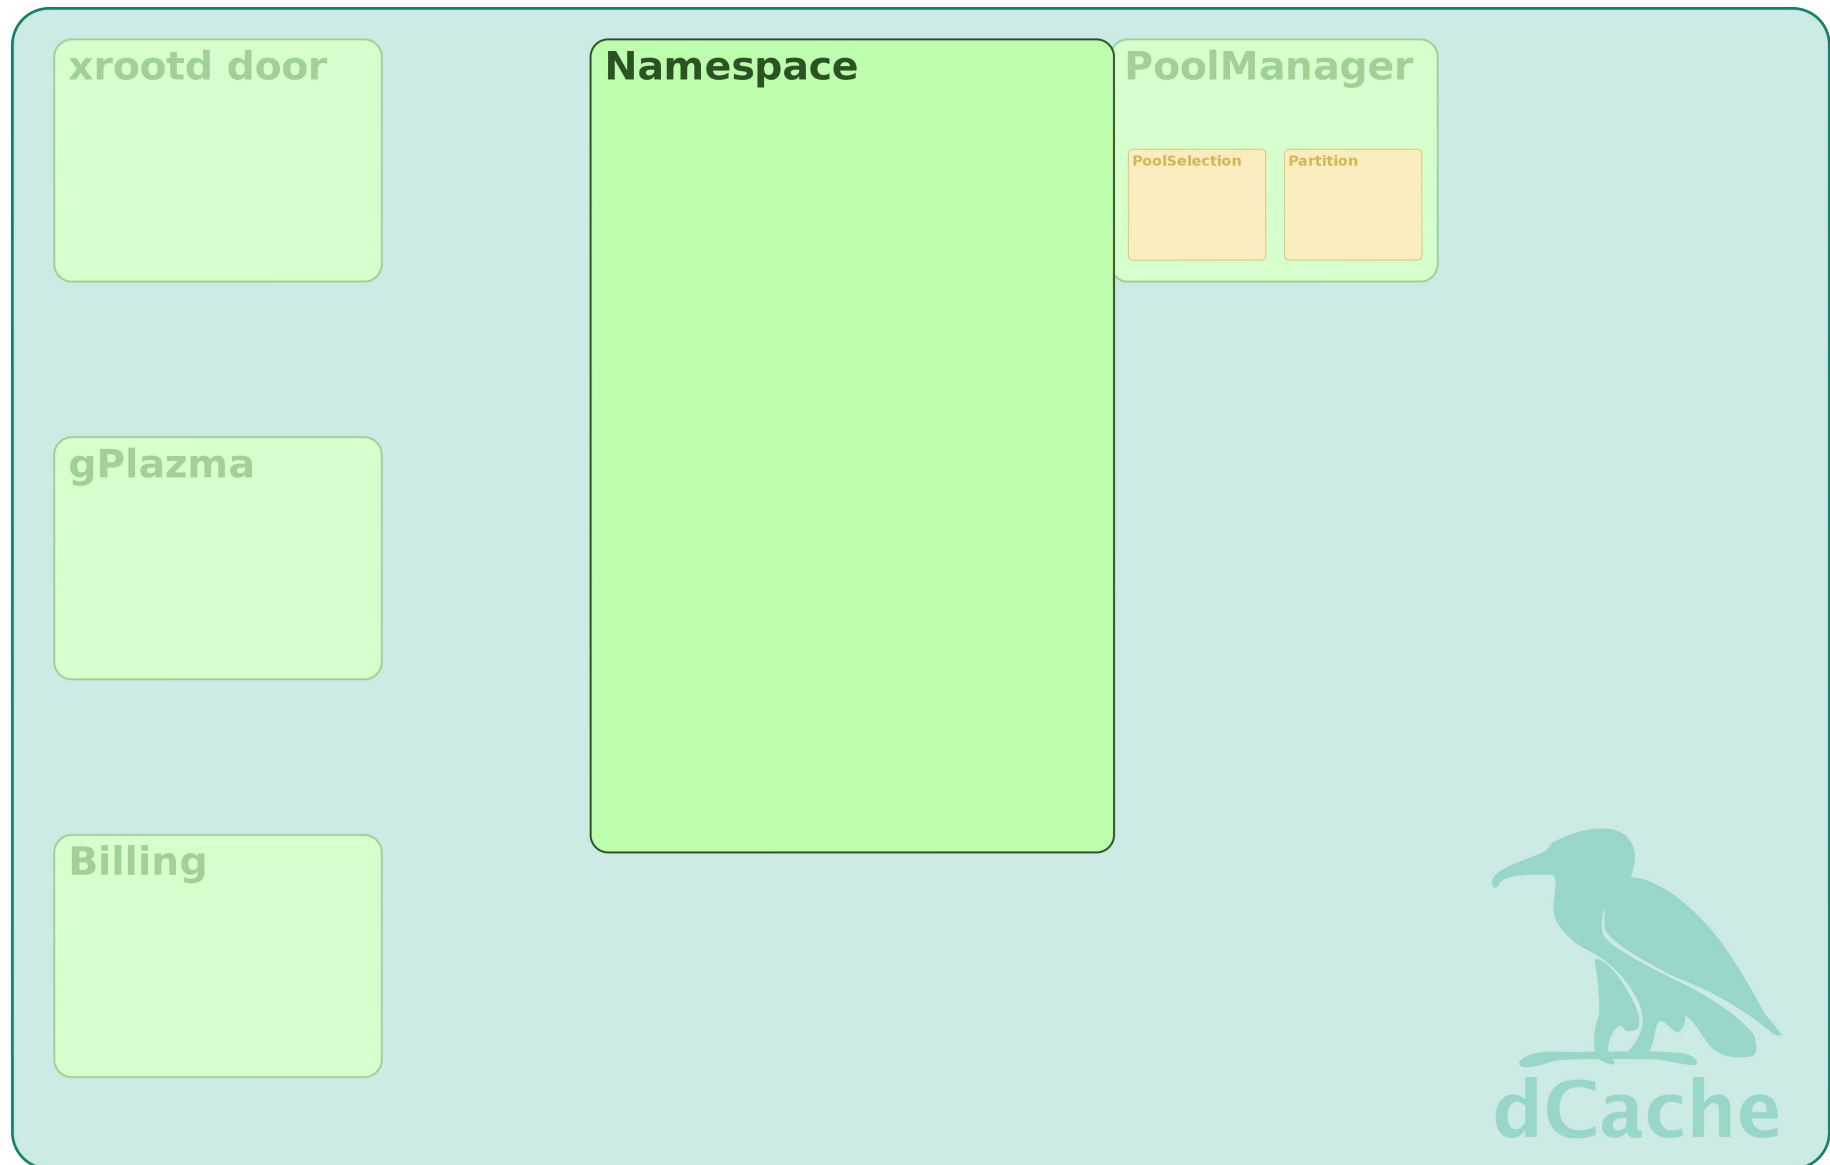 xrootd door
Namespace
PoolManager
PoolSelection
Partition
gPlazma
Billing
dCache